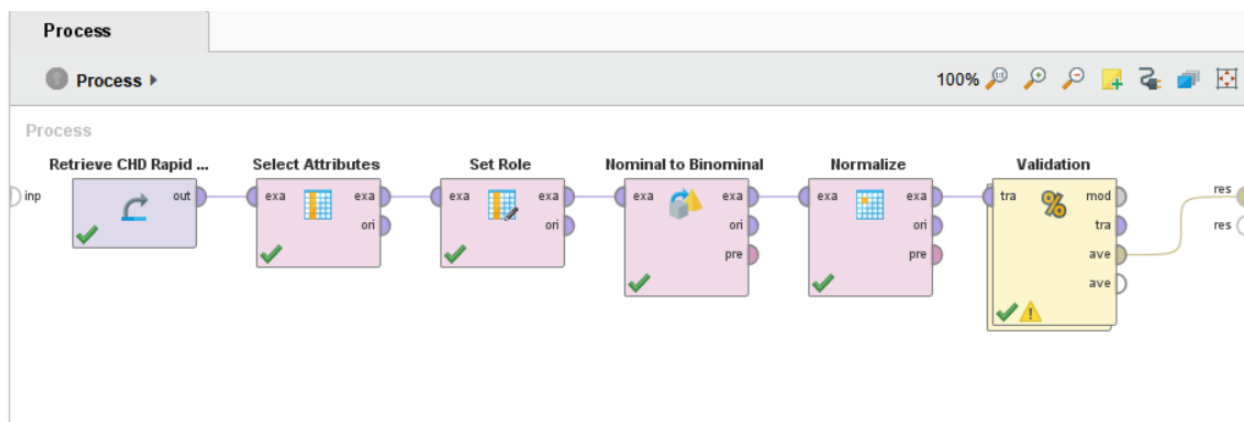 Process
Process
100%
Process
Retrieve CHD Rapid ... Select Attributes Set Role Nominal to Binominal Normalize Validation
inp out exa exa exa exa exa exa exa exa tra % mod res
ori ori ori ori tra res
pre pre ave
ave